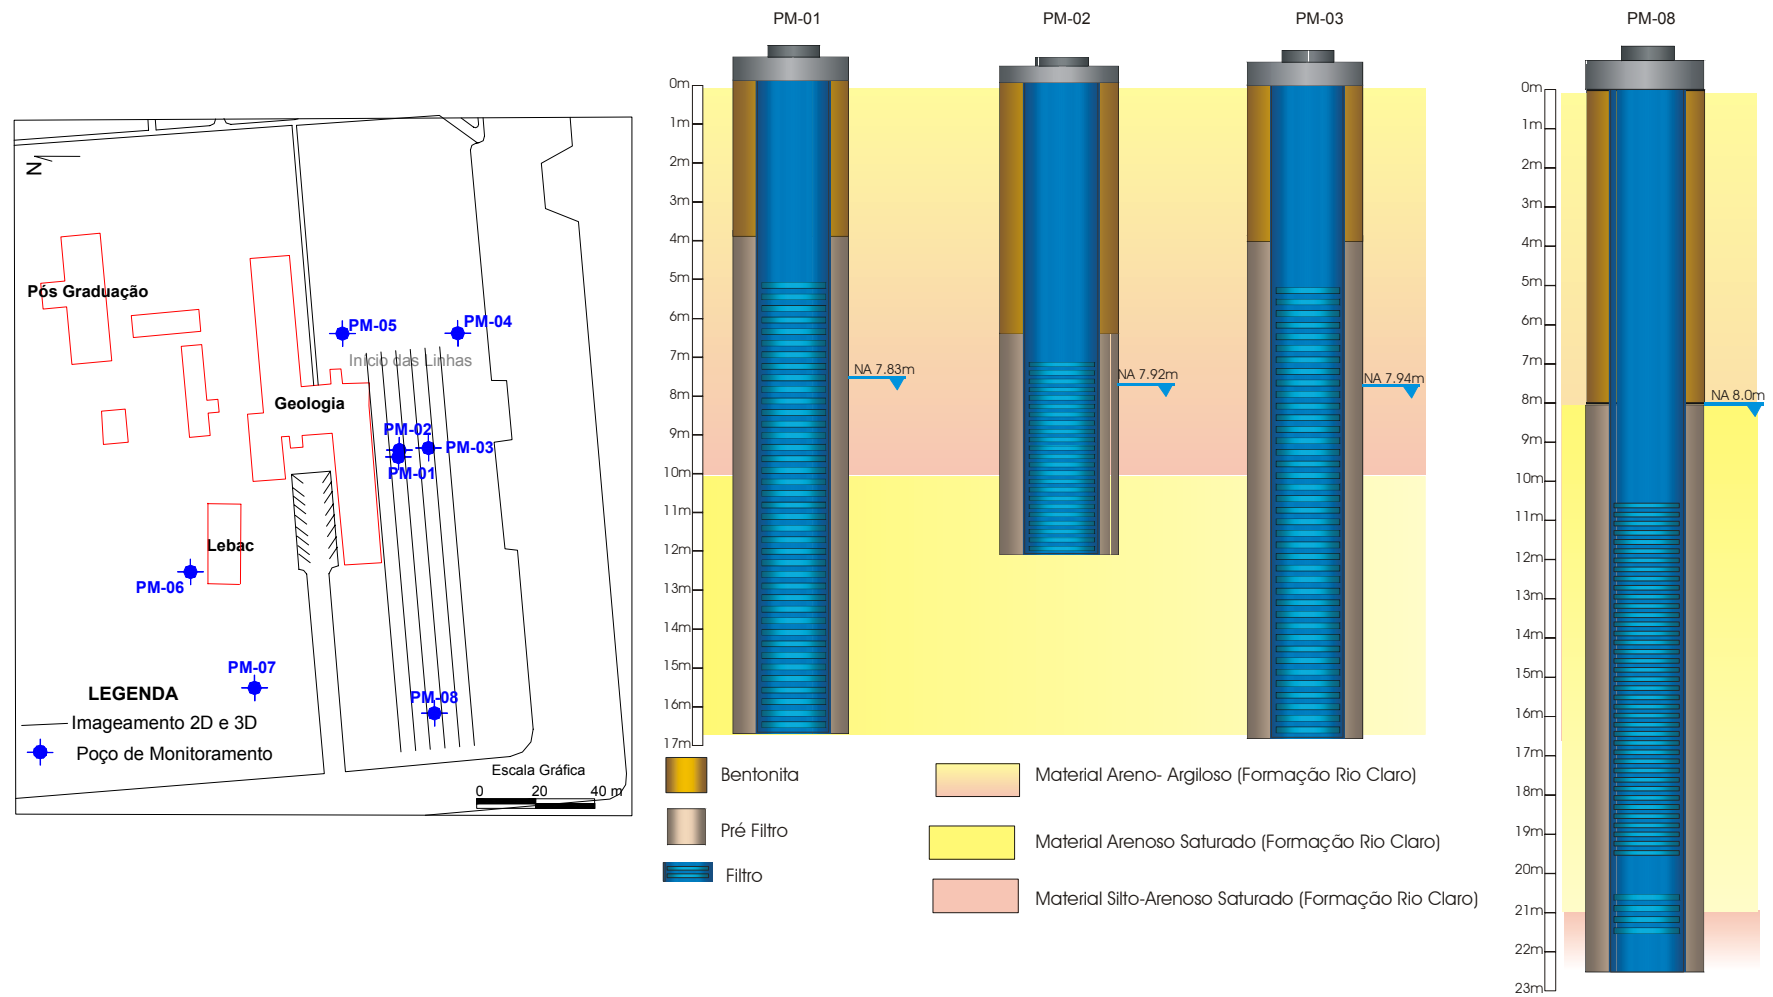 N
Pós Graduação
PM-05
PM-04
Início das Linhas
Geologia
PM-02
PM-03
PM-01
Lebac
PM-06
PM-07
PM-08
LEGENDA
Imageamento 2D e 3D
Poço de Monitoramento
Escala Gráfica
0 20 40 m
PM-01
PM-02
PM-03
PM-08
0m
1m
2m
3m
4m
5m
6m
7m
8m
9m
10m
11m
12m
13m
14m
15m
16m
17m
NA 7.83m
NA 7.92m
NA 7.94m
NA 8.0m
0m
1m
2m
3m
4m
5m
6m
7m
8m
9m
10m
11m
12m
13m
14m
15m
16m
17m
18m
19m
20m
21m
22m
23m
Bentonita
Pré Filtro
Filtro
Material Areno- Argiloso (Formação Rio Claro)
Material Arenoso Saturado (Formação Rio Claro)
Material Silto-Arenoso Saturado (Formação Rio Claro)